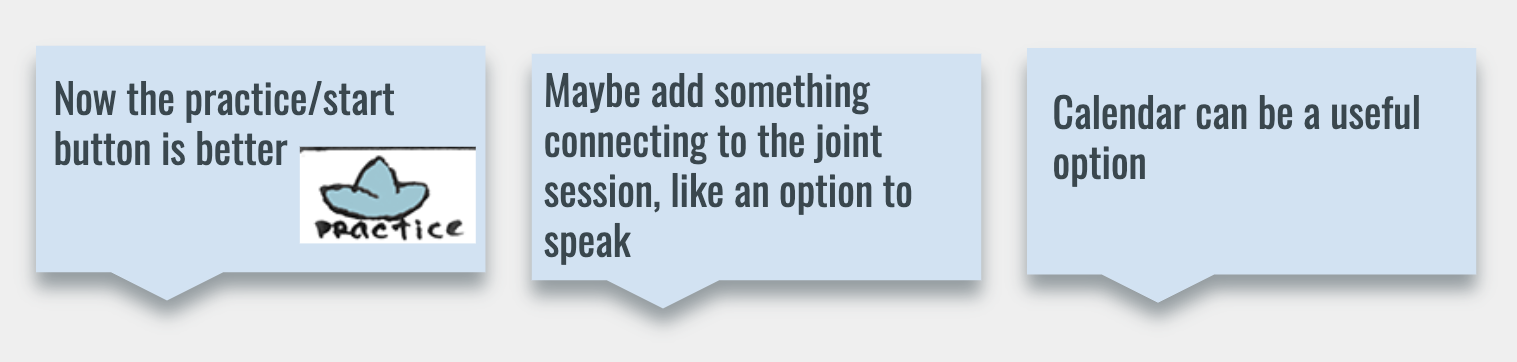 Now the practice/start
button is better
PRACTICE
Maybe add something
connecting to the joint
session, like an option to
speak
Calendar can be a useful
option